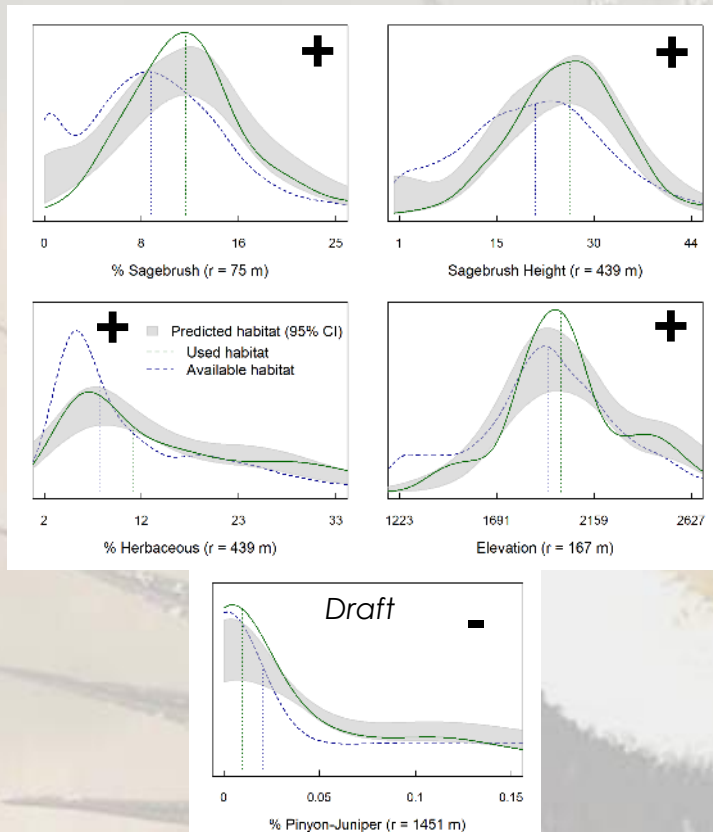 +
+
0 8 16 25
1 15 30 44
% Sagebrush (r = 75 m)
Sagebrush Height (r = 439 m)
+
Predicted habitat (95% CI)
Used habitat
Available habitat
+
2 12 23 33
1223 1691 2159 2627
% Herbaceous (r = 439 m)
Elevation (r = 167 m)
Draft
-
0 0.05 0.1 0.15
% Pinyon-Juniper (r = 1451 m)